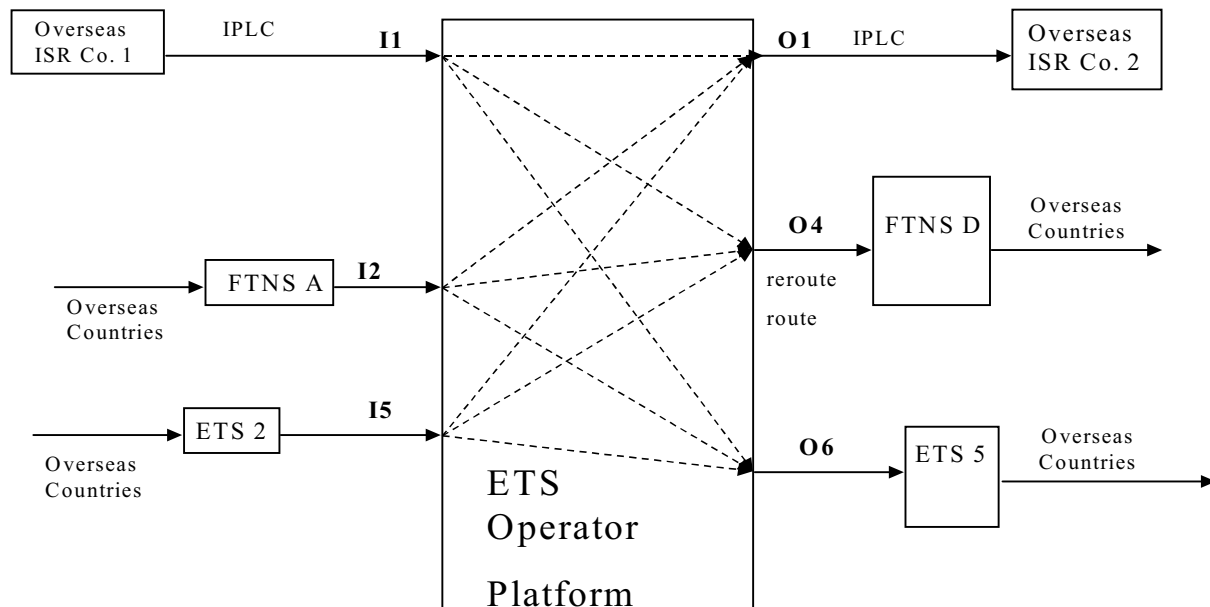 Overseas
ISR Co. 1
IPLC
I1
O1
IPLC
Overseas
ISR Co. 2
FTNS A
I2
Overseas
Countries
O4
reroute
route
FTNS D
Overseas
Countries
ETS 2
I5
Overseas
Countries
O6
ETS 5
Overseas
Countries
ETS
Operator
Platform